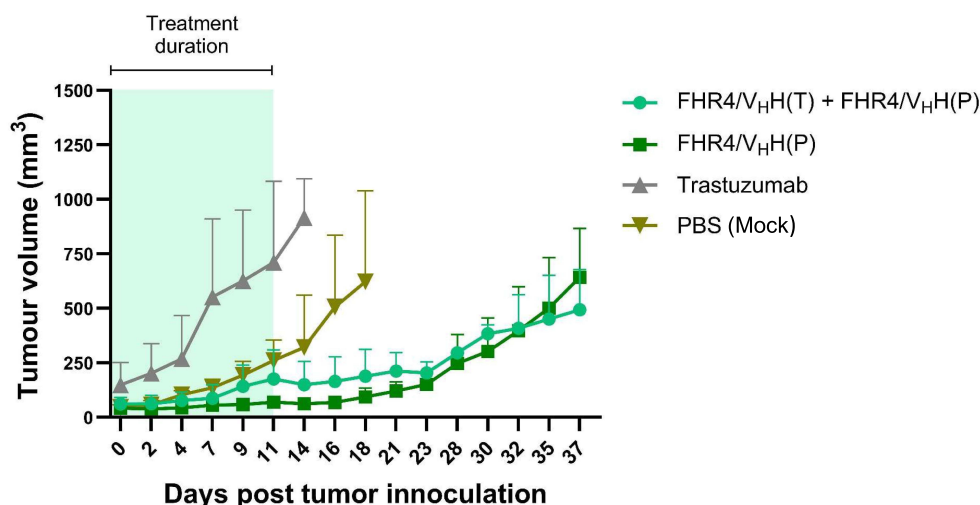 Treatment
duration
1500
1250
1000
750
500
250
0
Tumour volume (mm³)
0 2 4 7 9 11 14 16 18 21 23 28 30 32 35 37
Days post tumor innoculation
FHR4/VHH(T) + FHR4/VHH(P)
FHR4/VHH(P)
Trastuzumab
PBS (Mock)